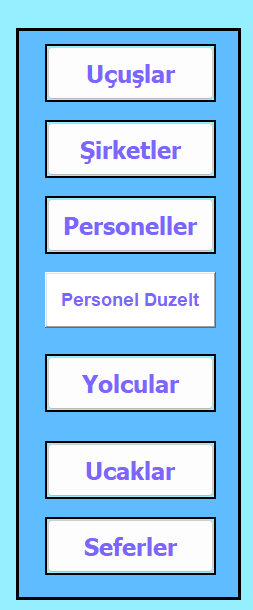 Uçuşlar
Şirketler
Personeller
Personel Duzelt
Yolcular
Ucaklar
Seferler